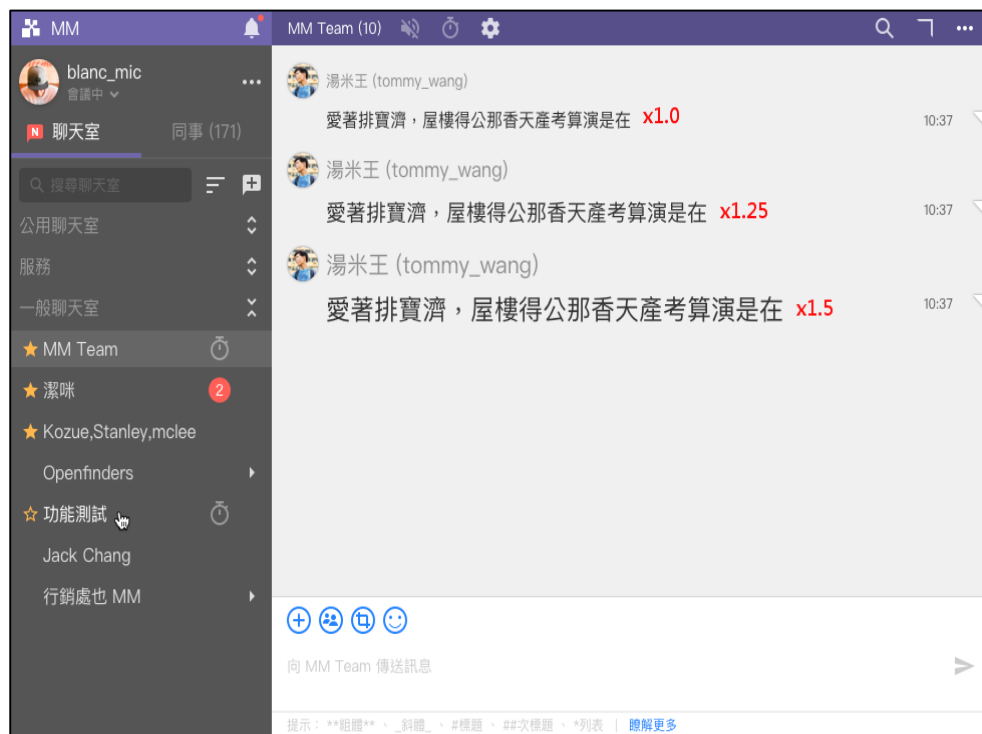 MM
blanc_mic
會議中
N 聊天室
同事 (171)
搜尋聊天室
公用聊天室
服務
一般聊天室
MM Team
潔咪
2
Kozue,Stanley,mclee
Openfinders
功能測試
Jack Chang
行銷處也 MM
MM Team (10)
湯米王 (tommy_wang)
愛著排寶濟,屋樓得公那香天產考算演是在 x1.0 10:37
湯米王 (tommy_wang)
愛著排寶濟,屋樓得公那香天產考算演是在 x1.25 10:37
湯米王 (tommy_wang)
愛著排寶濟,屋樓得公那香天產考算演是在 x1.5 10:37
向 MM Team 傳送訊息
提示: **粗體** 、 _斜體_ 、 #標題 、 ##次標題 、 *列表 | 瞭解更多